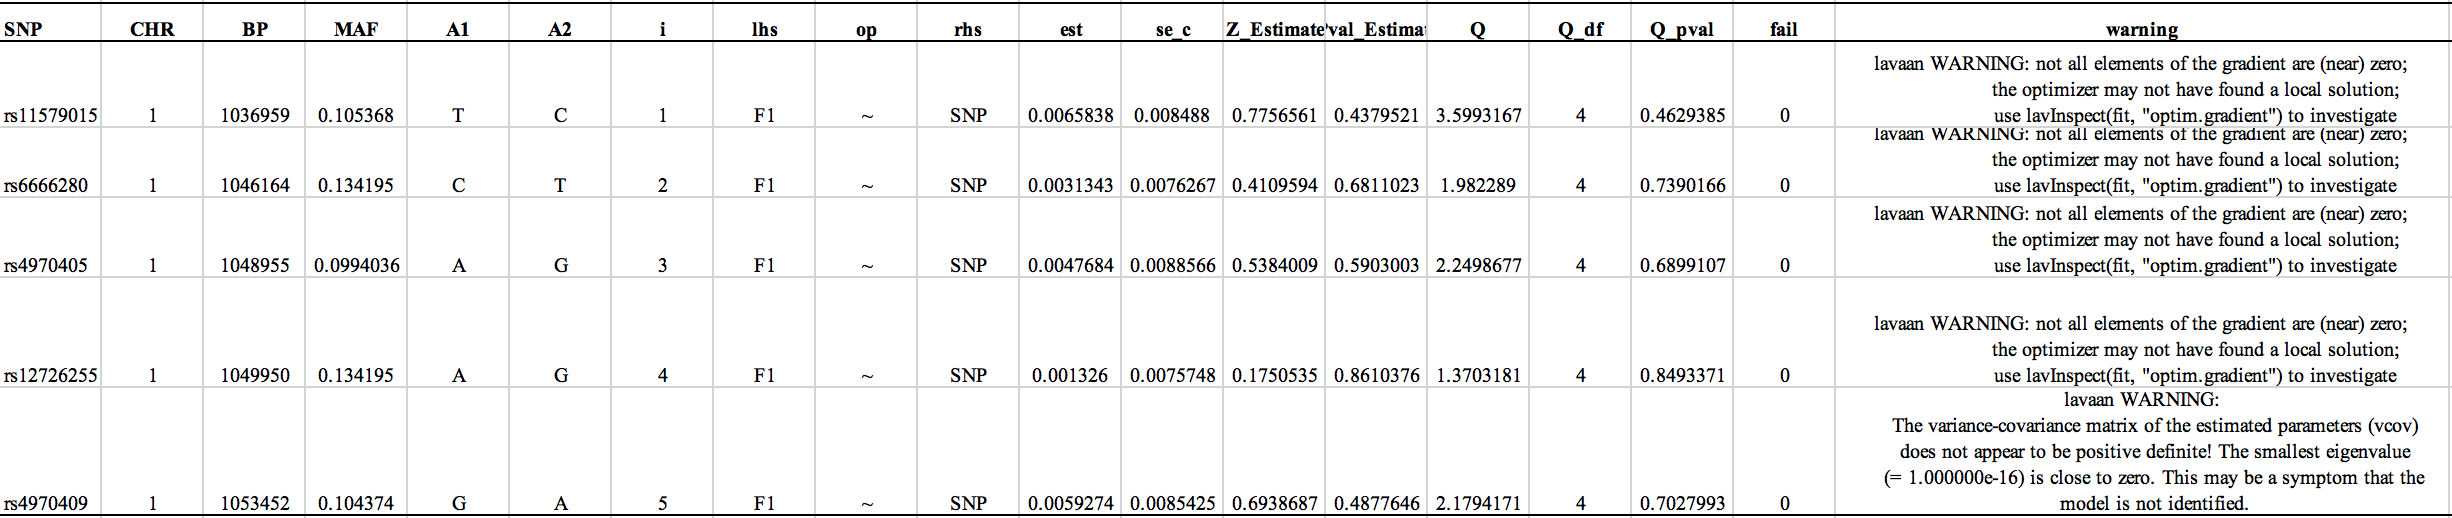 SNP CHR BP MAF A1 A2 i lhs op rhs est se_c Z_Estimate val_Estima Q Q_df Q_pval fail warning
lavaan WARNING: not all elements of the gradient are (near) zero;
the optimizer may not have found a local solution;
rs11579015 1 1036959 0.105368 T C 1 F1 ~ SNP 0.0065838 0.008488 0.7756561 0.4379521 3.5993167 4 0.4629385 0 use lavInspect(fit, "optim.gradient") to investigate
lavaan WARNING: not all elements of the gradient are (near) zero;
the optimizer may not have found a local solution;
rs6666280 1 1046164 0.134195 C T 2 F1 ~ SNP 0.0031343 0.0076267 0.4109594 0.6811023 1.982289 4 0.7390166 0 use lavInspect(fit, "optim.gradient") to investigate
lavaan WARNING: not all elements of the gradient are (near) zero;
the optimizer may not have found a local solution;
rs4970405 1 1048955 0.0994036 A G 3 F1 ~ SNP 0.0047684 0.0088566 0.5384009 0.5903003 2.2498677 4 0.6899107 0 use lavInspect(fit, "optim.gradient") to investigate
lavaan WARNING: not all elements of the gradient are (near) zero;
the optimizer may not have found a local solution;
rs12726255 1 1049950 0.134195 A G 4 F1 ~ SNP 0.001326 0.0075748 0.1750535 0.8610376 1.3703181 4 0.8493371 0 use lavInspect(fit, "optim.gradient") to investigate
lavaan WARNING:
The variance-covariance matrix of the estimated parameters (vcov)
does not appear to be positive definite! The smallest eigenvalue
(= 1.000000e-16) is close to zero. This may be a symptom that the
rs4970409 1 1053452 0.104374 G A 5 F1 ~ SNP 0.0059274 0.0085425 0.6938687 0.4877646 2.1794171 4 0.7027993 0 model is not identified.